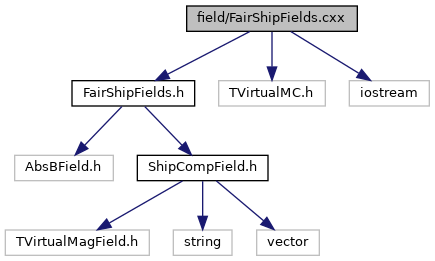 field/FairShipFields.cxx
FairShipFields.h
TVirtualMC.h
iostream
AbsBField.h
ShipCompField.h
TVirtualMagField.h
string
vector